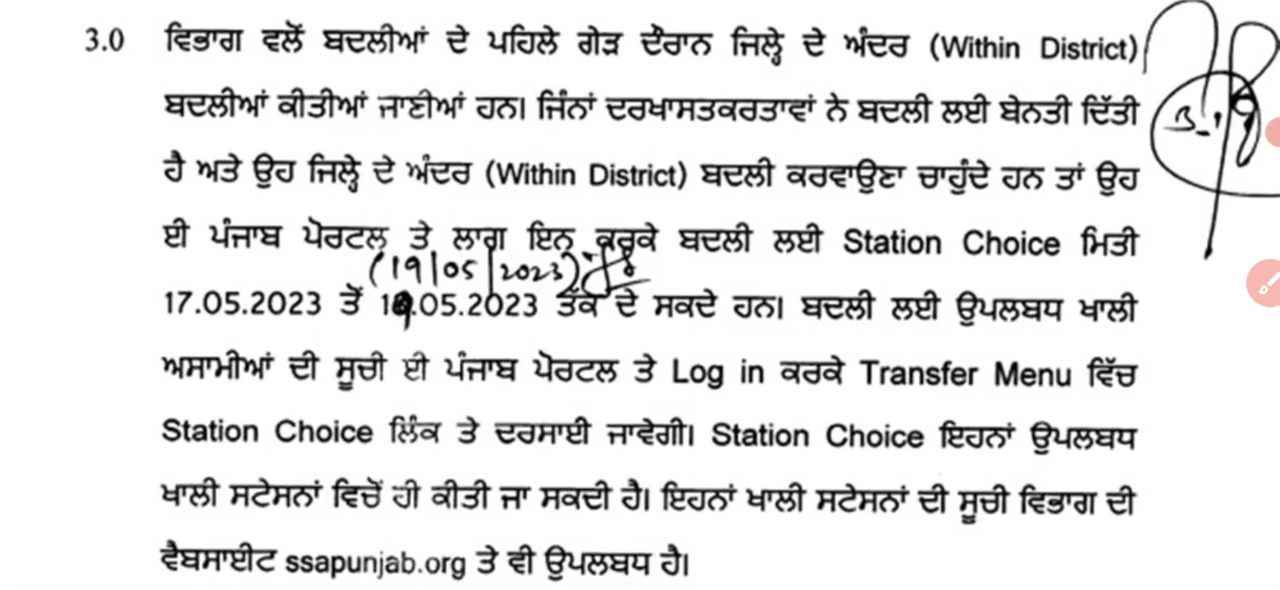 3.0 ਵਿਭਾਗ ਵਲੋਂ ਬਦਲੀਆਂ ਦੇ ਪਹਿਲੇ ਗੇੜ ਦੌਰਾਨ ਜਿਲ੍ਹੇ ਦੇ ਅੰਦਰ (Within District)
ਬਦਲੀਆਂ ਕੀਤੀਆਂ ਜਾਣੀਆਂ ਹਨ। ਜਿੰਨਾਂ ਦਰਖਾਸਤਕਰਤਾਵਾਂ ਨੇ ਬਦਲੀ ਲਈ ਬੇਨਤੀ ਦਿੱਤੀ
ਹੈ ਅਤੇ ਉਹ ਜਿਲ੍ਹੇ ਦੇ ਅੰਦਰ (Within District) ਬਦਲੀ ਕਰਵਾਉਣਾ ਚਾਹੁੰਦੇ ਹਨ ਤਾਂ ਉਹ
ਈ ਪੰਜਾਬ ਪੋਰਟਲ ਤੇ ਲਾਗ ਇਨ ਕਰਕੇ ਬਦਲੀ ਲਈ Station Choice ਮਿਤੀ
(19/05/2023)
17.05.2023 ਤੋਂ 19.05.2023 ਤੱਕ ਦੇ ਸਕਦੇ ਹਨ। ਬਦਲੀ ਲਈ ਉਪਲਬਧ ਖਾਲੀ
ਅਸਾਮੀਆਂ ਦੀ ਸੂਚੀ ਈ ਪੰਜਾਬ ਪੋਰਟਲ ਤੇ Log in ਕਰਕੇ Transfer Menu ਵਿੱਚ
Station Choice ਲਿੰਕ ਤੇ ਦਰਸਾਈ ਜਾਵੇਗੀ। Station Choice ਇਹਨਾਂ ਉਪਲਬਧ
ਖਾਲੀ ਸਟੇਸਨਾਂ ਵਿਚੋਂ ਹੀ ਕੀਤੀ ਜਾ ਸਕਦੀ ਹੈ। ਇਹਨਾਂ ਖਾਲੀ ਸਟੇਸਨਾਂ ਦੀ ਸੂਚੀ ਵਿਭਾਗ ਦੀ
ਵੈਬਸਾਈਟ ssapunjab.org ਤੇ ਵੀ ਉਪਲਬਧ ਹੈ।